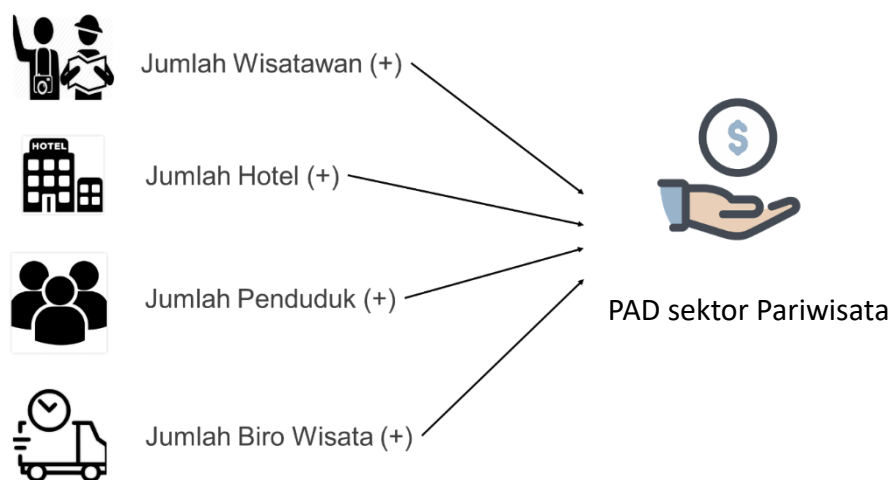 Jumlah Wisatawan (+)
HOTEL
Jumlah Hotel (+)
$
Jumlah Penduduk (+)
PAD sektor Pariwisata
Jumlah Biro Wisata (+)